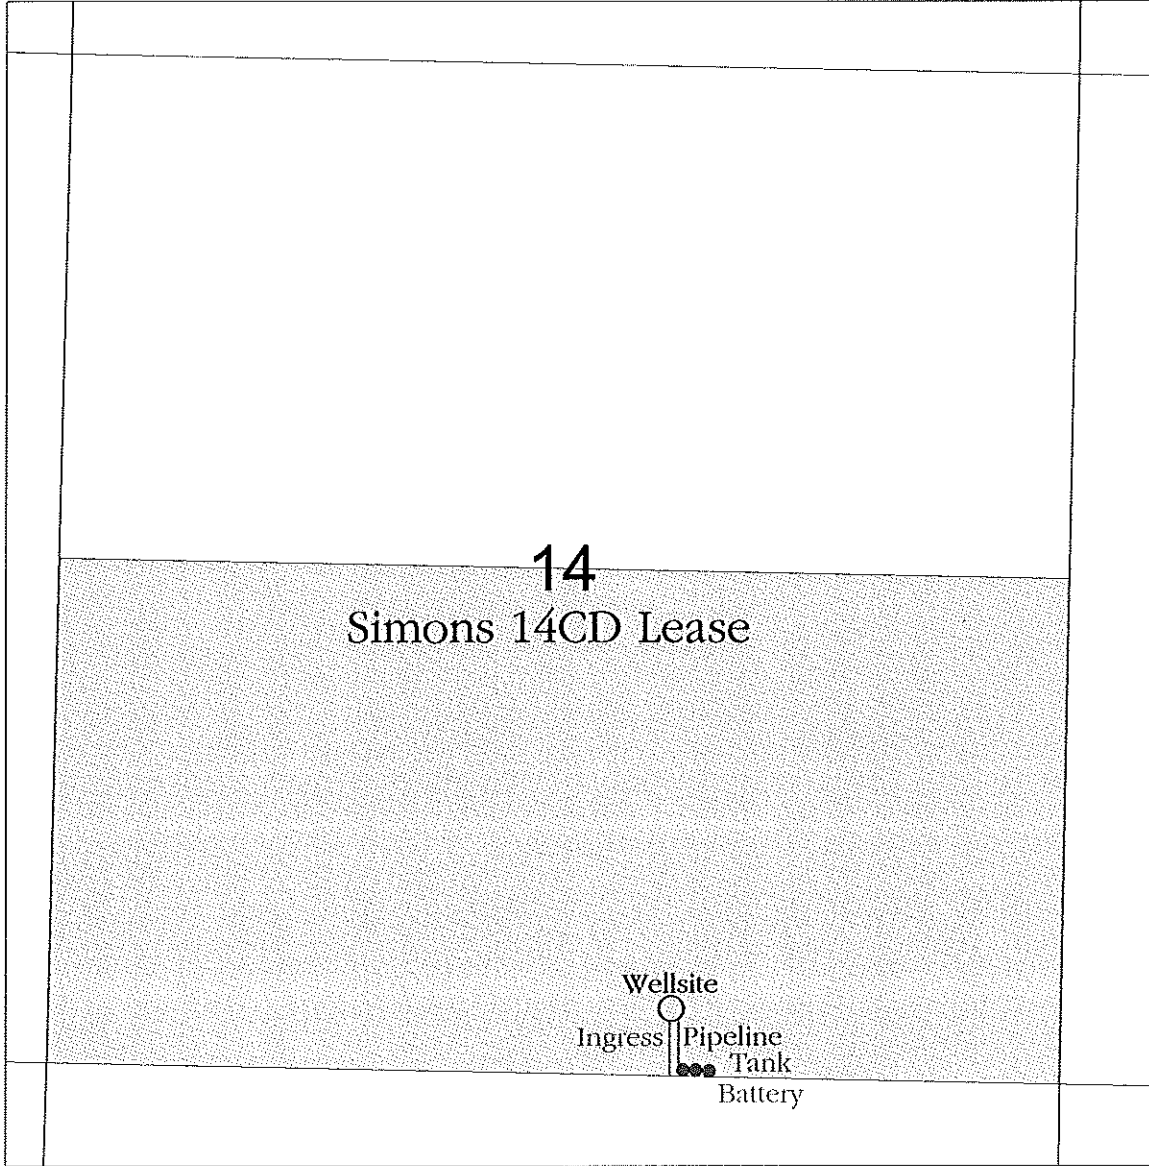 14
Simons 14CD Lease
Wellsite
Ingress Pipeline
Tank
Battery